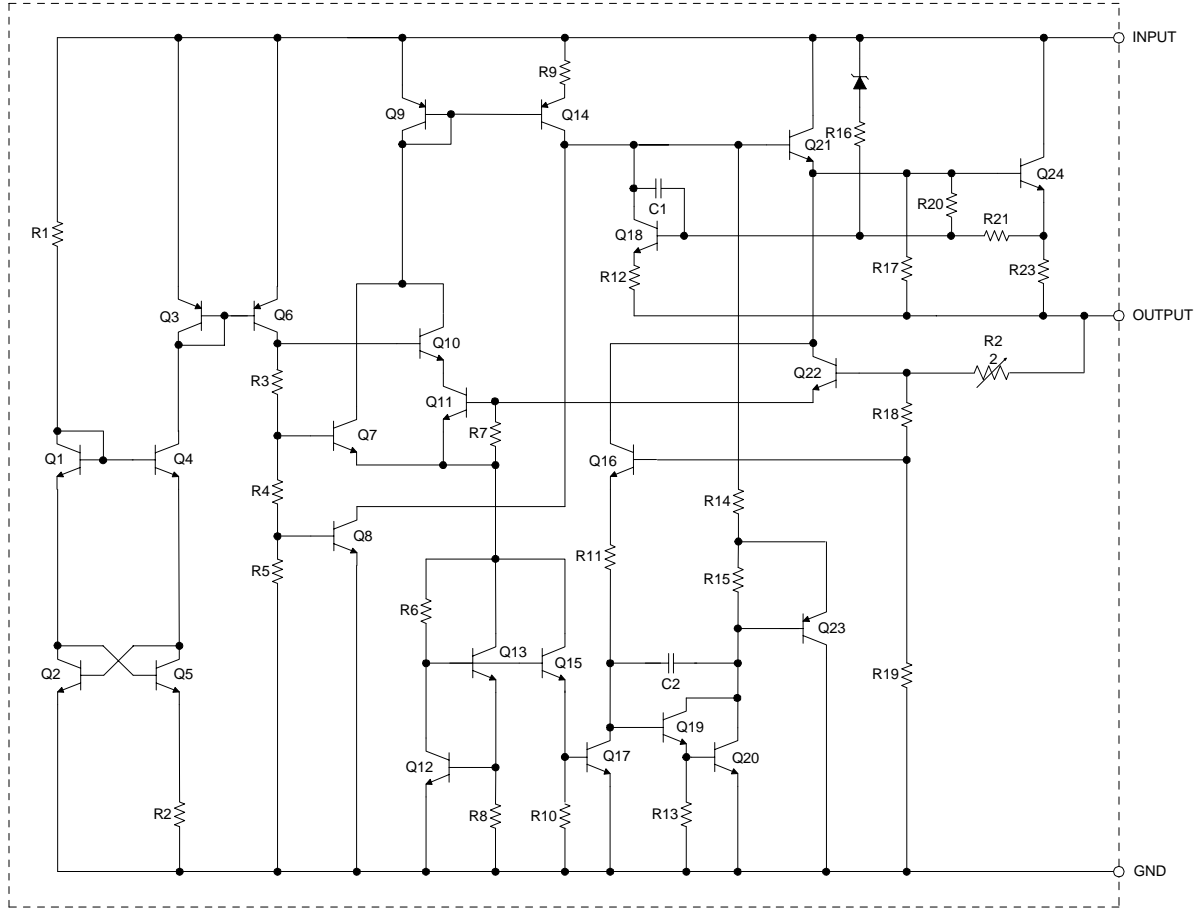 INPUT
R9
Q9
Q14
R16
Q21
Q24
C1
R20
R21
R1
Q18
R12
R17
R23
Q3
Q6
OUTPUT
Q10
R2
2
R3
Q22
Q11
R7
R18
Q7
Q1
Q4
Q16
R4
R14
Q8
R11
R5
R15
R6
Q23
Q13
Q15
Q2
Q5
C2
R19
Q19
Q12
Q17
Q20
R2
R8
R10
R13
GND